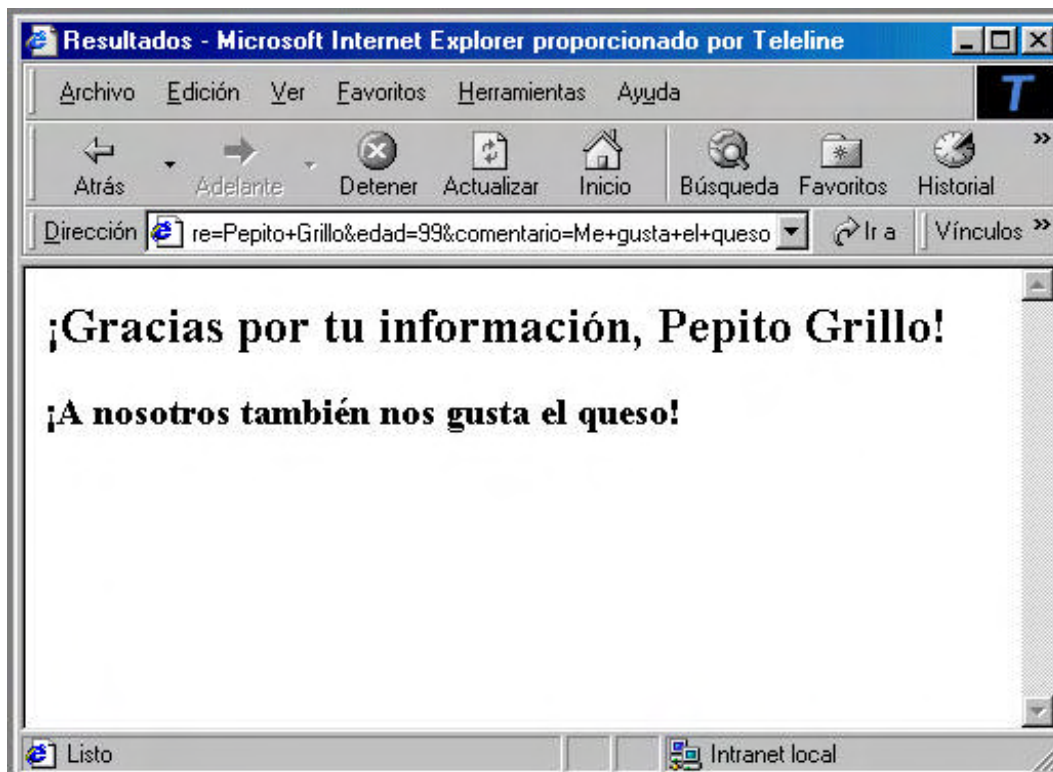 Resultados - Microsoft Internet Explorer proporcionado por Teleline
Archivo Edición Ver Favoritos Herramientas Ayuda
T
Atrás Adelante Detener Actualizar Inicio Búsqueda Favoritos Historial »
Dirección re=Pepito+Grillo&edad=99&comentario=Me+gusta+el+queso Ir a Vínculos »
¡Gracias por tu información, Pepito Grillo!
¡A nosotros también nos gusta el queso!
Listo Intranet local